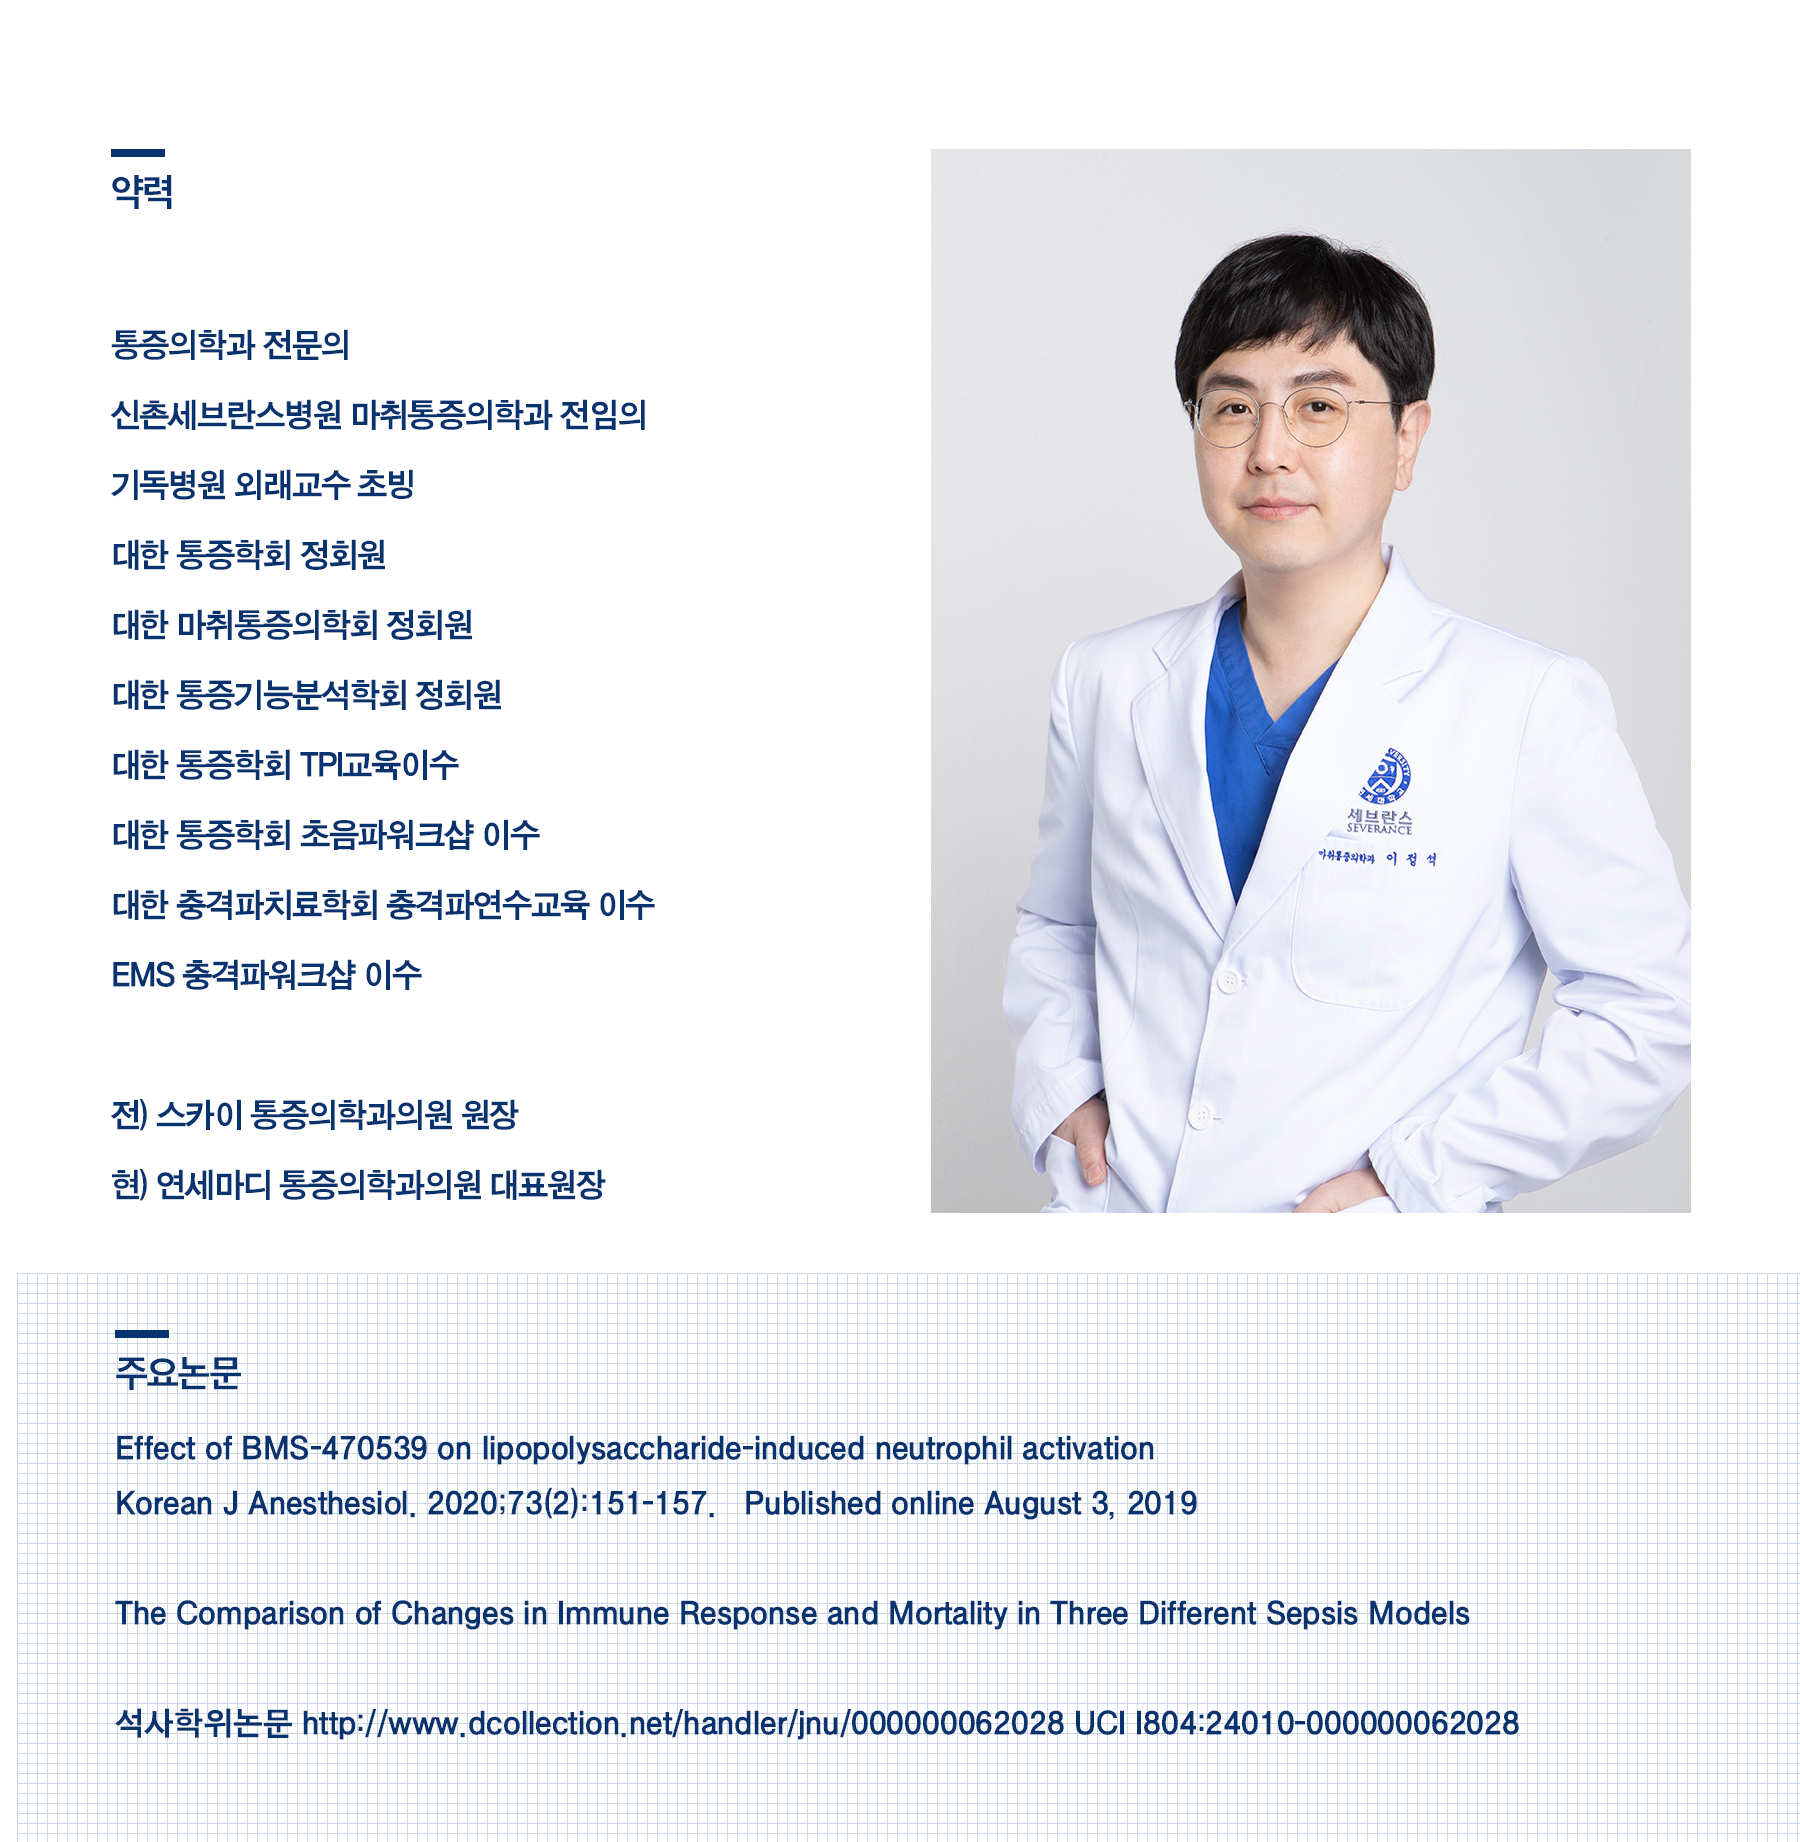 약력
통증의학과 전문의
신촌세브란스병원 마취통증의학과 전임의
기독병원 외래교수 초빙
대한 통증학회 정회원
대한 마취통증의학회 정회원
대한 통증기능분석학회 정회원
대한 통증학회 TPI교육이수
대한 통증학회 초음파워크샵 이수
대한 충격파치료학회 충격파연수교육 이수
EMS 충격파워크샵 이수
전) 스카이 통증의학과의원 원장
현) 연세마디 통증의학과의원 대표원장
세브란스
SEVERANCE
마취통증의학과 이 정 석
주요논문
Effect of BMS-470539 on lipopolysaccharide-induced neutrophil activation
Korean J Anesthesiol. 2020;73(2):151-157. Published online August 3, 2019
The Comparison of Changes in Immune Response and Mortality in Three Different Sepsis Models
석사학위논문 http://www.dcollection.net/handler/jnu/000000062028 UCI I804:24010-000000062028